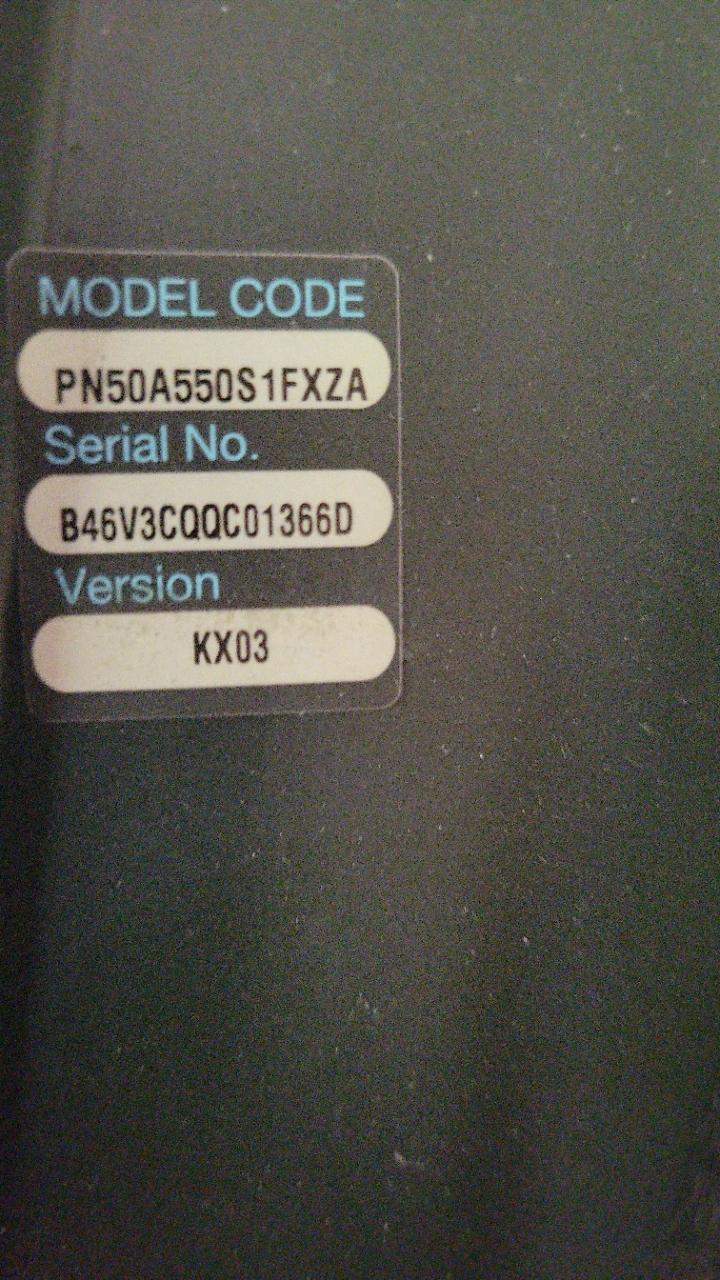 MODEL CODE
PN50A550S1FXZA
Serial No.
B46V3CQQC01366D
Version
KX03